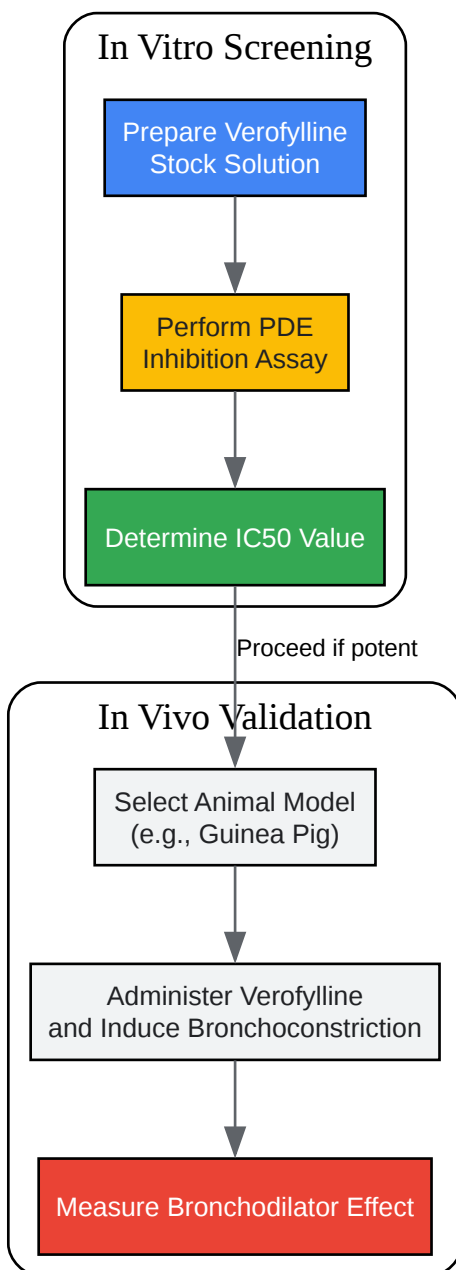 In Vitro Screening
Prepare Verofylline
Stock Solution
Perform PDE
Inhibition Assay
Determine IC50 Value
Proceed if potent
In Vivo Validation
Select Animal Model
(e.g., Guinea Pig)
Administer Verofylline
and Induce Bronchoconstriction
Measure Bronchodilator Effect